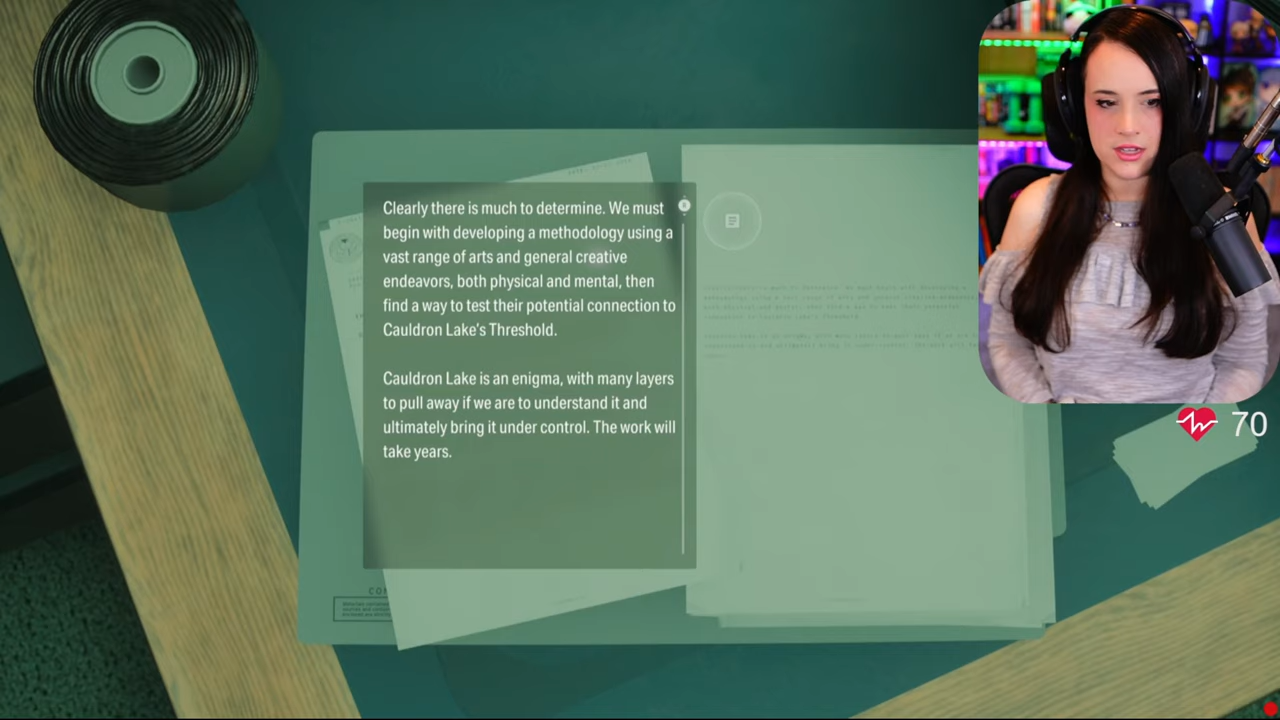 Clearly there is much to determine. We must
begin with developing a methodology using a
vast range of arts and general creative
endeavors, both physical and mental, then
find a way to test their potential connection to
Cauldron Lake's Threshold.
Cauldron Lake is an enigma, with many layers
to pull away if we are to understand it and
ultimately bring it under control. The work will
take years.
70